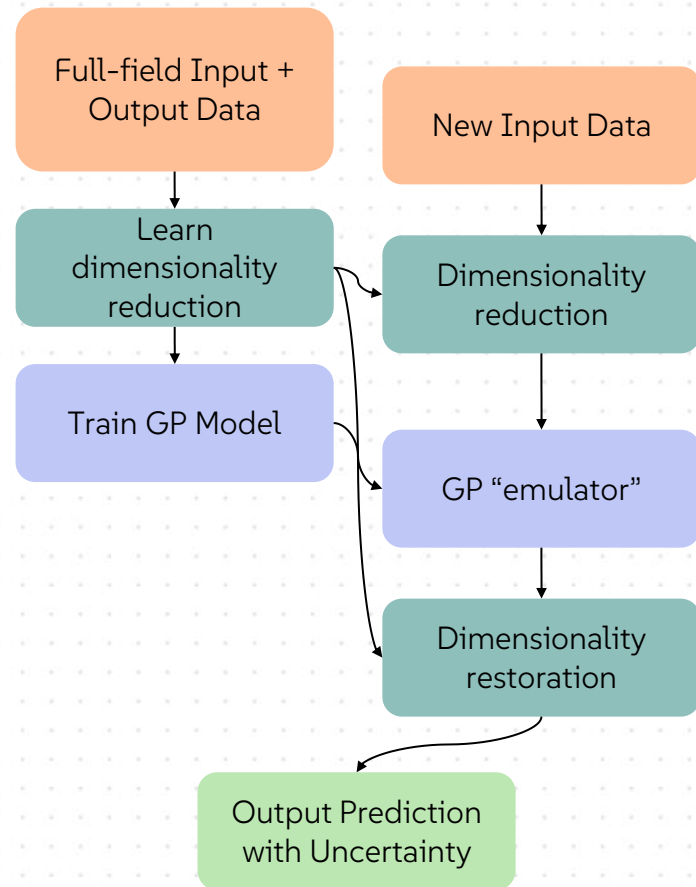 Full-field Input +
Output Data
New Input Data
Learn
dimensionality
reduction
Dimensionality
reduction
Train GP Model
GP “emulator”
Dimensionality
restoration
Output Prediction
with Uncertainty